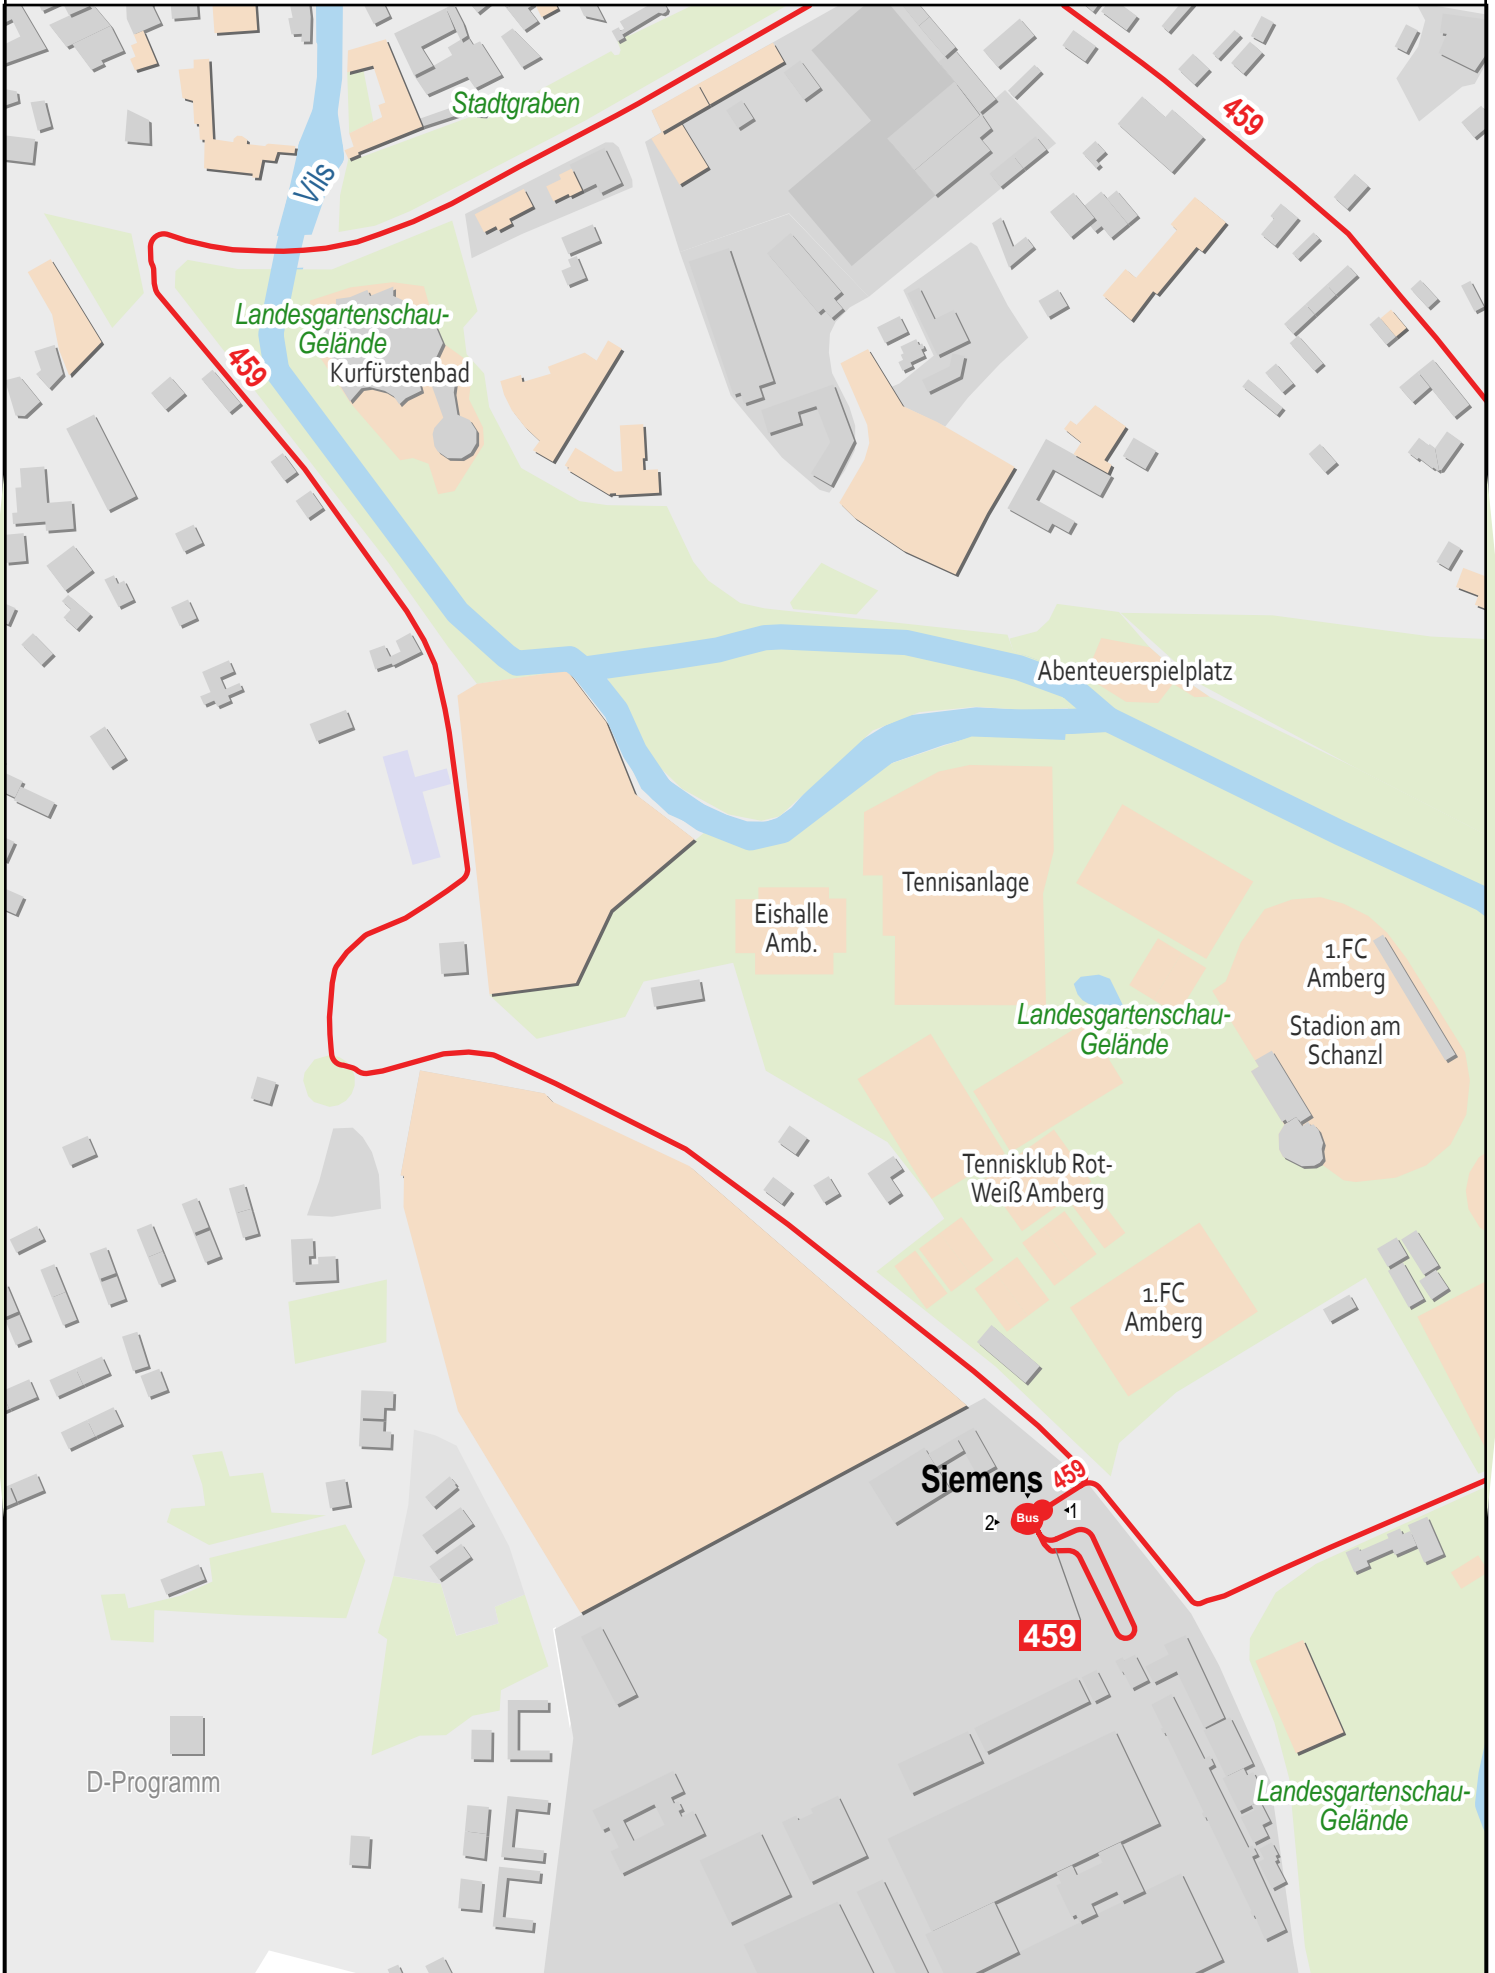 Stadtgraben
459
Vils
Landesgartenschau-
Gelände
459
Kurfürstenbad
Abenteuerspielplatz
Tennisanlage
Eishalle
Amb.
1.FC
Amberg
Landesgartenschau-
Gelände
Stadion am
Schanzl
Tennisklub Rot-
Weiß Amberg
1.FC
Amberg
Siemens
459
Bus
1
2
459
D-Programm
Landesgartenschau-
Gelände